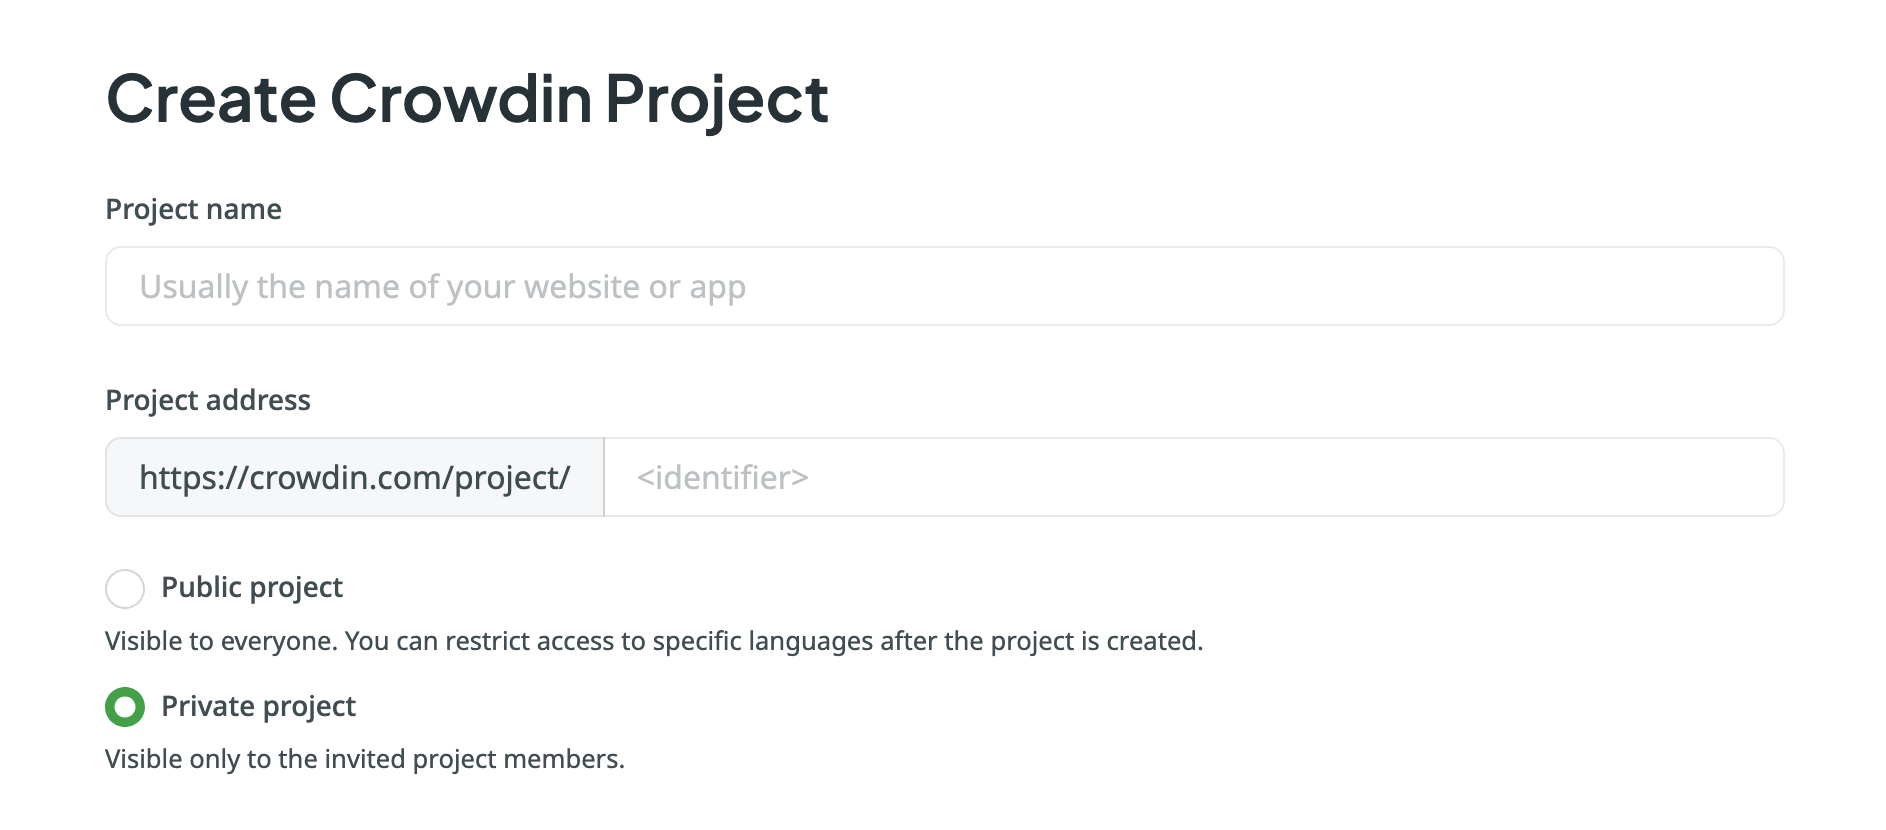 Create Crowdin Project
Project name
Usually the name of your website or app
Project address
https://crowdin.com/project/ <identifier>
Public project
Visible to everyone. You can restrict access to specific languages after the project is created.
Private project
Visible only to the invited project members.